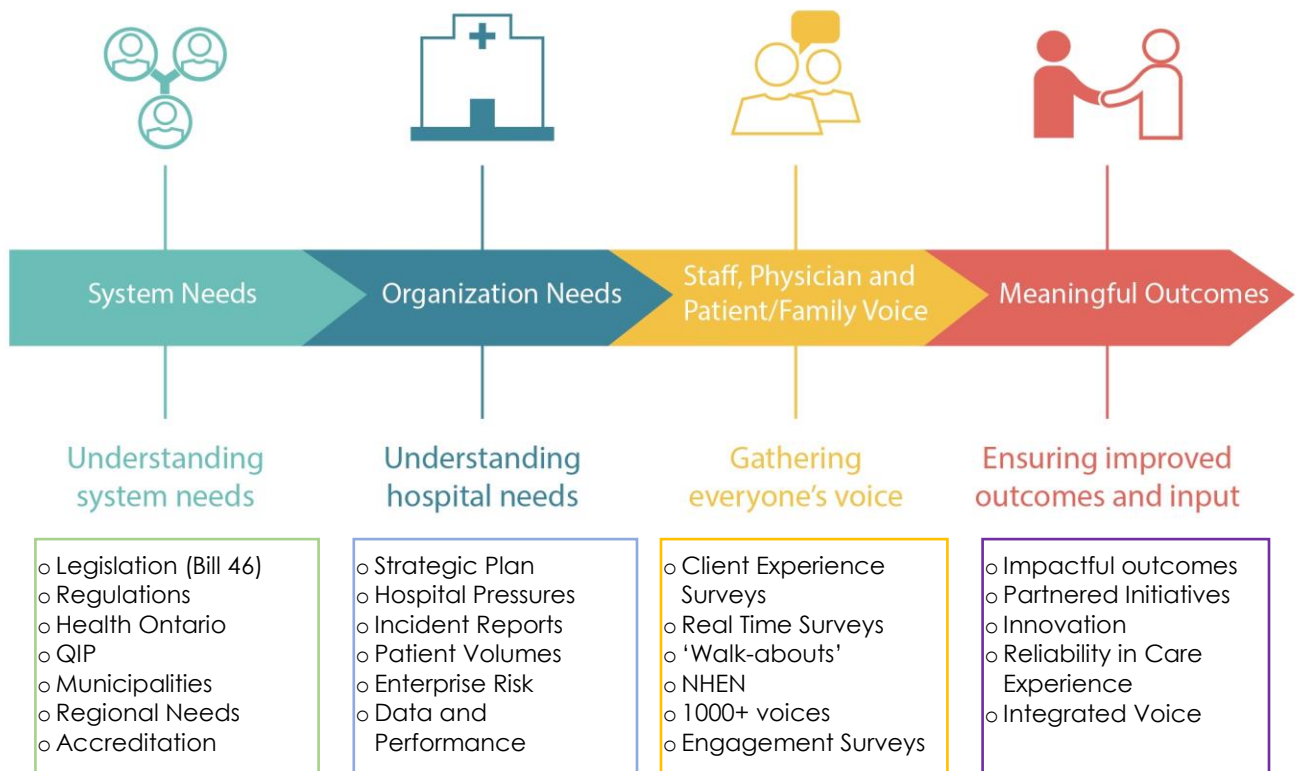 System Needs
Organization Needs
Staff, Physician and
Patient/Family Voice
Meaningful Outcomes
Understanding
system needs
Understanding
hospital needs
Gathering
everyone’s voice
Ensuring improved
outcomes and input
o Legislation (Bill 46)
o Regulations
o Health Ontario
o QIP
o Municipalities
o Regional Needs
o Accreditation
o Strategic Plan
o Hospital Pressures
o Incident Reports
o Patient Volumes
o Enterprise Risk
o Data and
Performance
o Client Experience
Surveys
o Real Time Surveys
o ‘Walk-abouts’
o NHEN
o 1000+ voices
o Engagement Surveys
o Impactful outcomes
o Partnered Initiatives
o Innovation
o Reliability in Care
Experience
o Integrated Voice